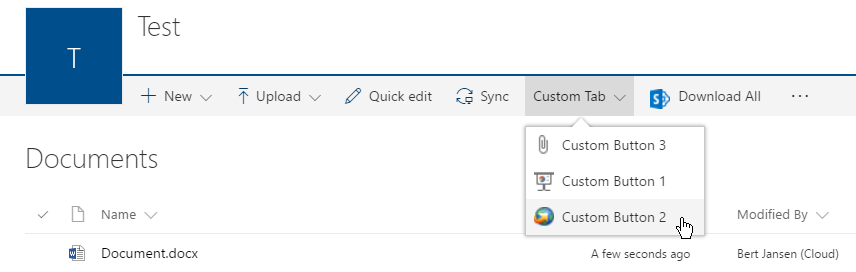 Test
T
New Upload Quick edit Sync Custom Tab Download All ...
Custom Button 3
Documents
Custom Button 1
Name Custom Button 2 Modified By
Document.docx A few seconds ago Bert Jansen (Cloud)